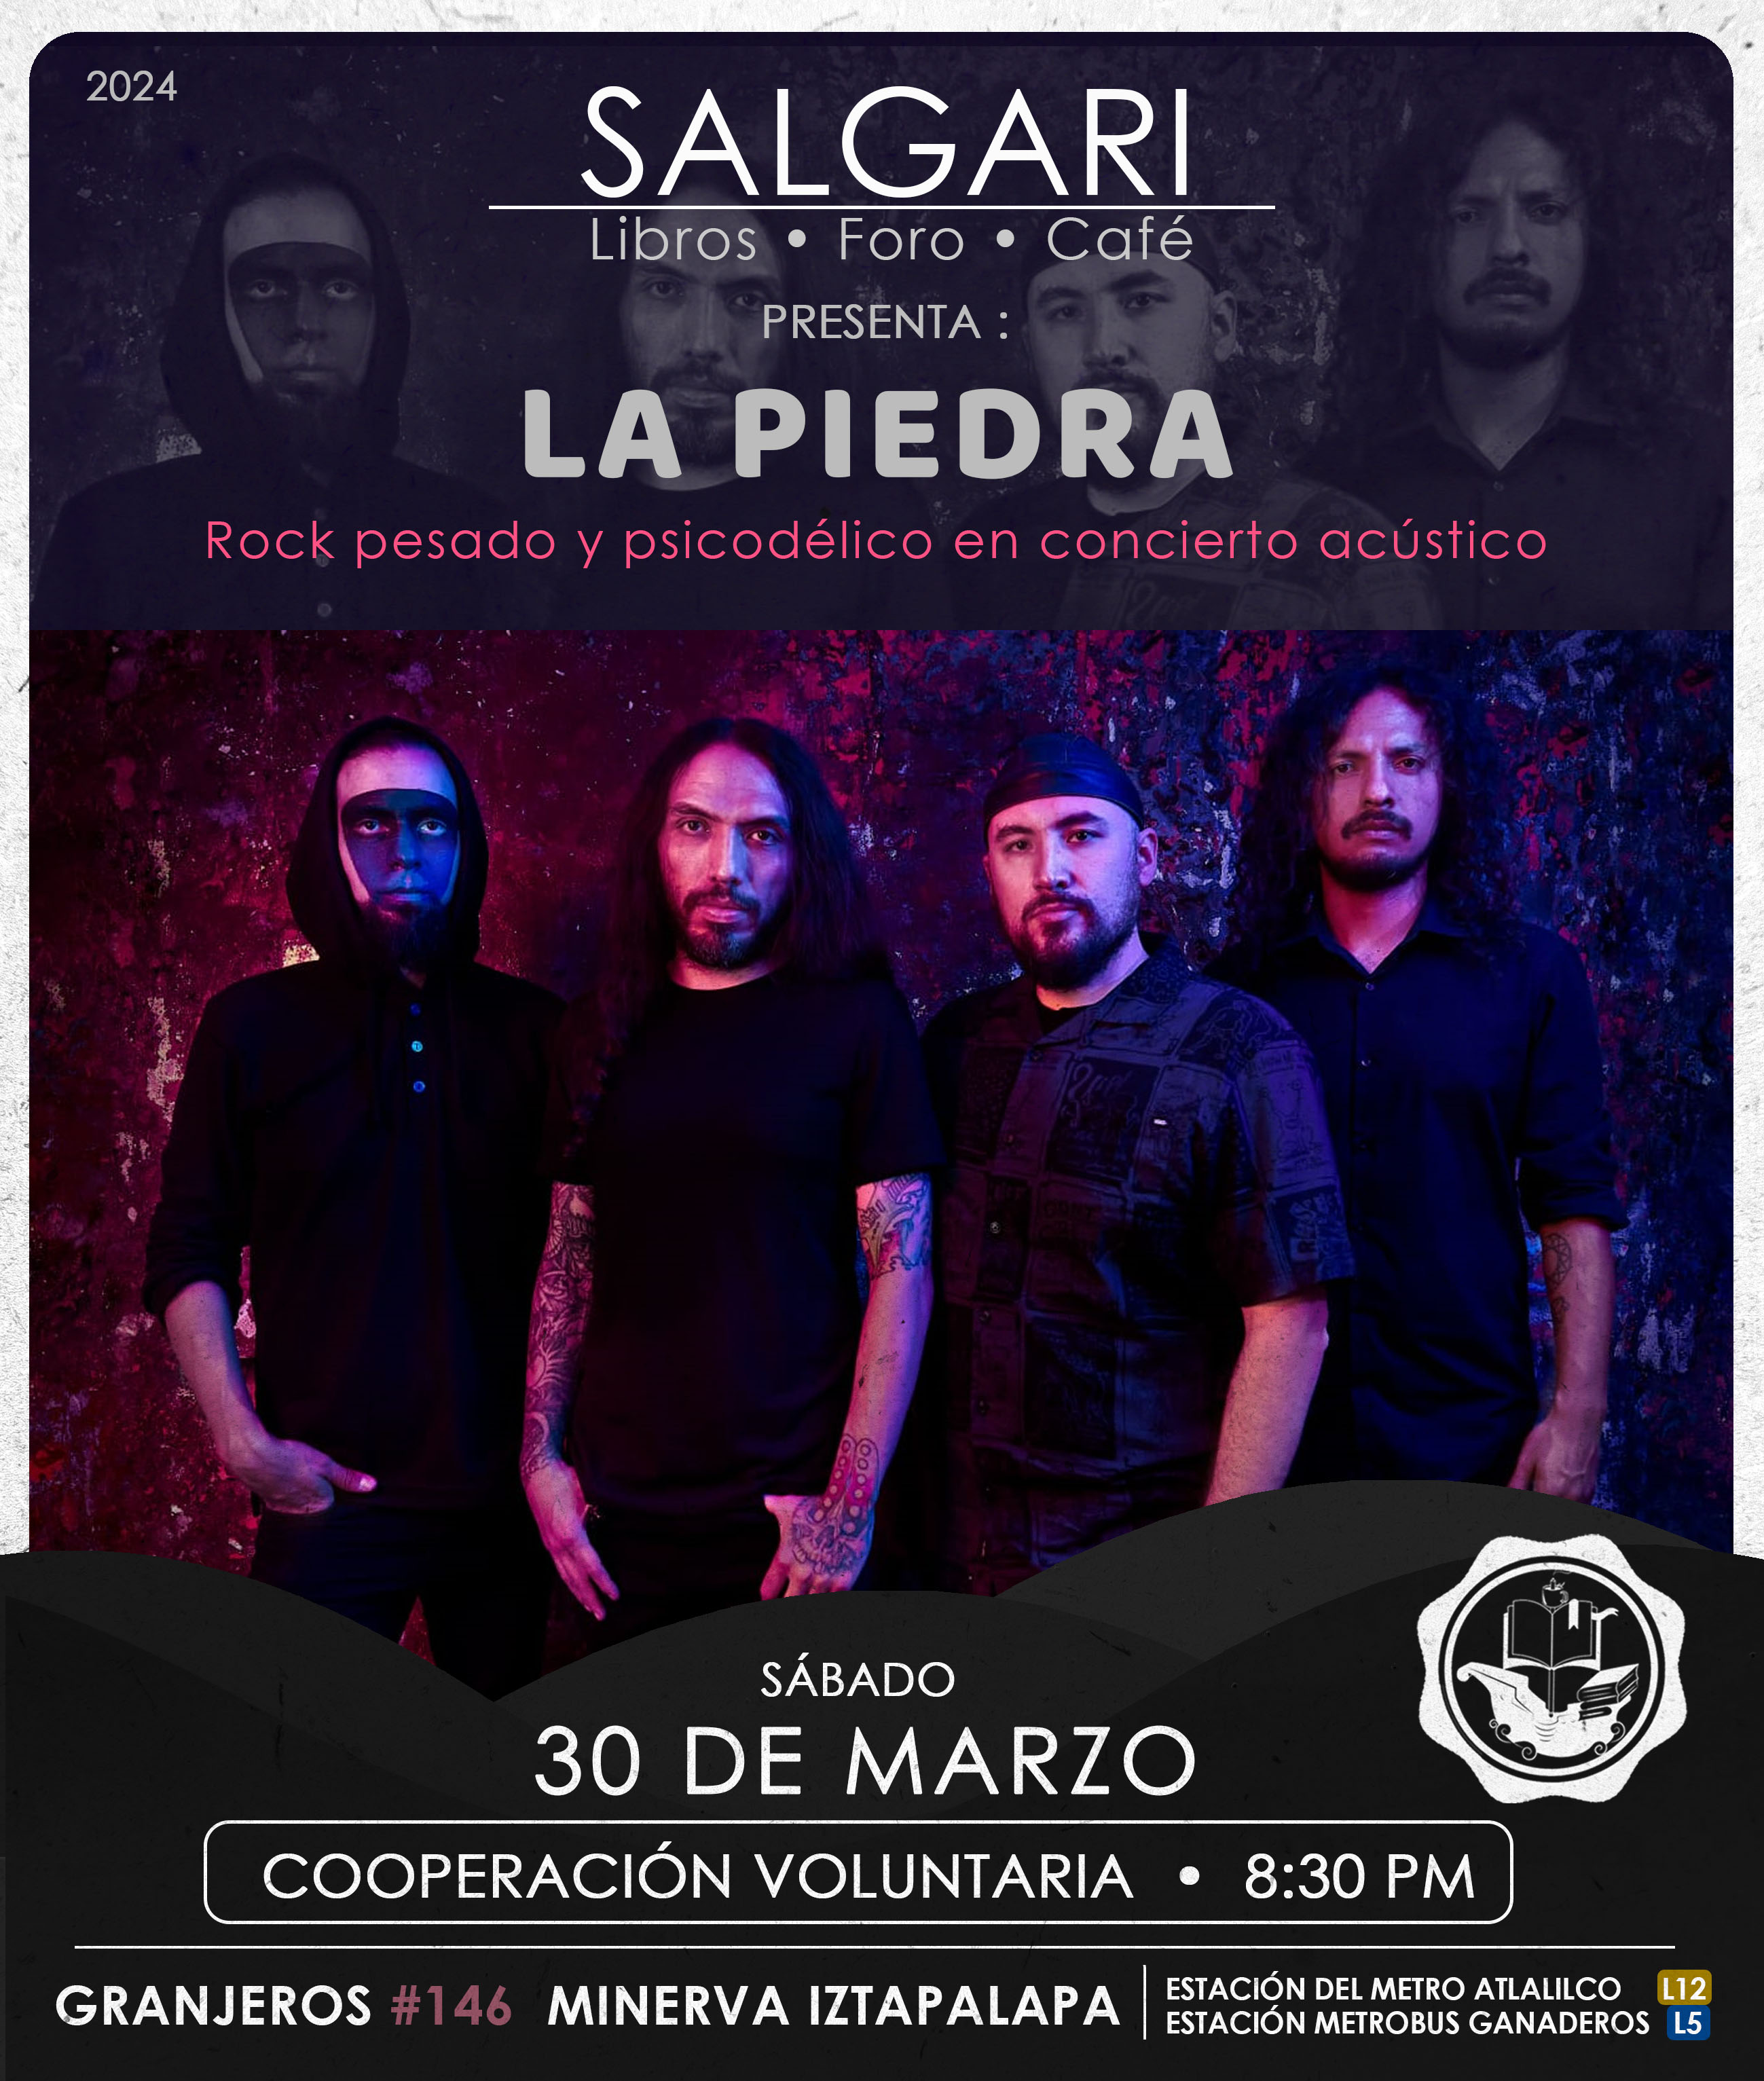 2024
SALGARI
Libros • Foro • Café
PRESENTA :
LA PIEDRA
Rock pesado y psicodélico en concierto acústico
SÁBADO
30 DE MARZO
COOPERACIÓN VOLUNTARIA • 8:30 PM
GRANJEROS #146 MINERVA IZTAPALAPA
ESTACIÓN DEL METRO ATLALILCO L12
ESTACIÓN METROBUS GANADEROS L5